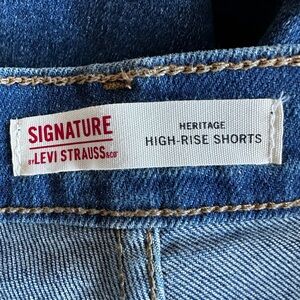 SIGNATURE
BY LEVI STRAUSS &CO
HERITAGE
HIGH-RISE SHORTS